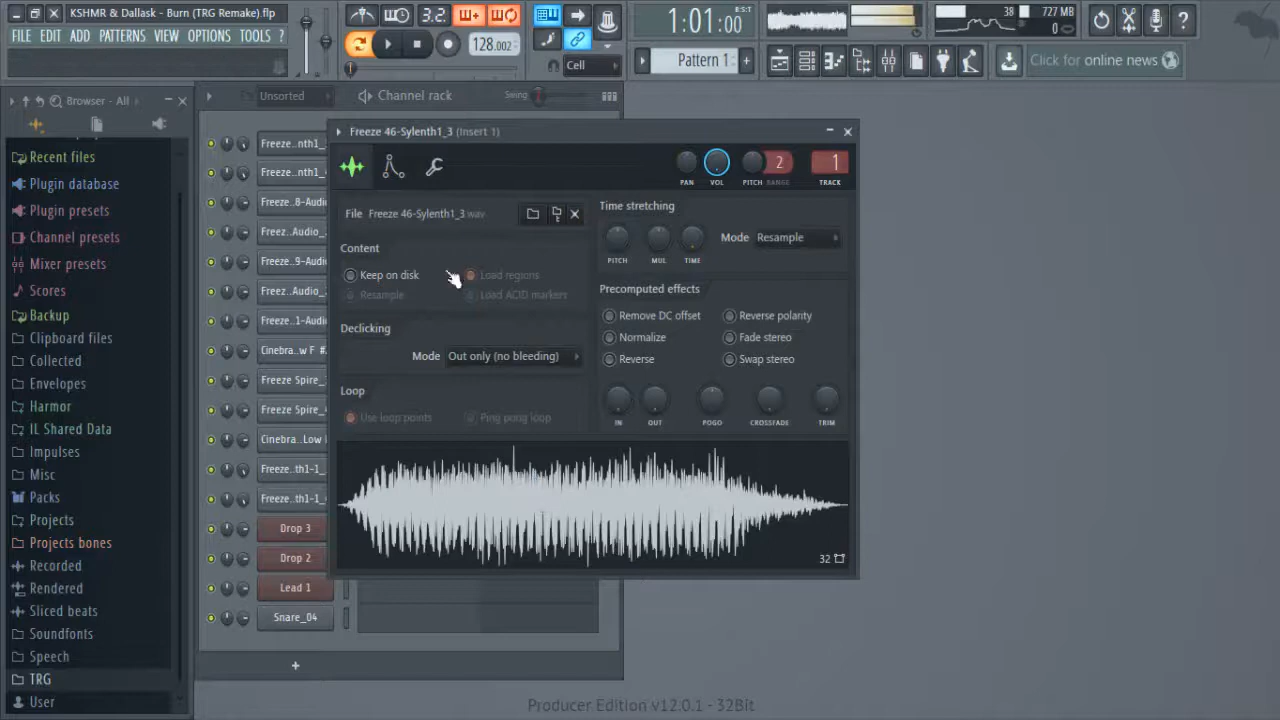 KSHMR & Dallask - Burn (TRG Remake).flp
FILE EDIT ADD PATTERNS VIEW OPTIONS TOOLS ?
3.2
128.002
1:01:00
B:S:T
38
727 MB
0
Cell
Pattern 1
Click for online news
Browser - All
Recent files
Plugin database
Plugin presets
Channel presets
Mixer presets
Scores
Backup
Clipboard files
Collected
Envelopes
Harmor
IL Shared Data
Impulses
Misc
Packs
Projects
Projects bones
Recorded
Rendered
Sliced beats
Soundfonts
Speech
TRG
User
Unsorted
Channel rack
Swing
Freeze...nth1_
Freeze...nth1_
Freeze..8-Audio
Freez..Audio_
Freeze..9-Audio
Freez..Audio_
Freeze..1-Audio
Cinebra..w F #
Freeze Spire_
Freeze Spire_
Cinebra..Low
Freeze..th1-1_
Freeze..th1-1_
Drop 3
Drop 2
Lead 1
Snare_04
+
Freeze 46-Sylenth1_3 (Insert 1)
PAN VOL PITCH RANGE TRACK
2
1
File Freeze 46-Sylenth1_3.wav
Content
Keep on disk
Load regions
Resample
Load ACID markers
Declicking
Mode Out only (no bleeding)
Loop
Use loop points
Ping pong loop
Time stretching
PITCH MUL TIME
Mode Resample
Precomputed effects
Remove DC offset
Reverse polarity
Normalize
Fade stereo
Reverse
Swap stereo
IN OUT POGO CROSSFADE TRIM
32
Producer Edition v12.0.1 - 32Bit